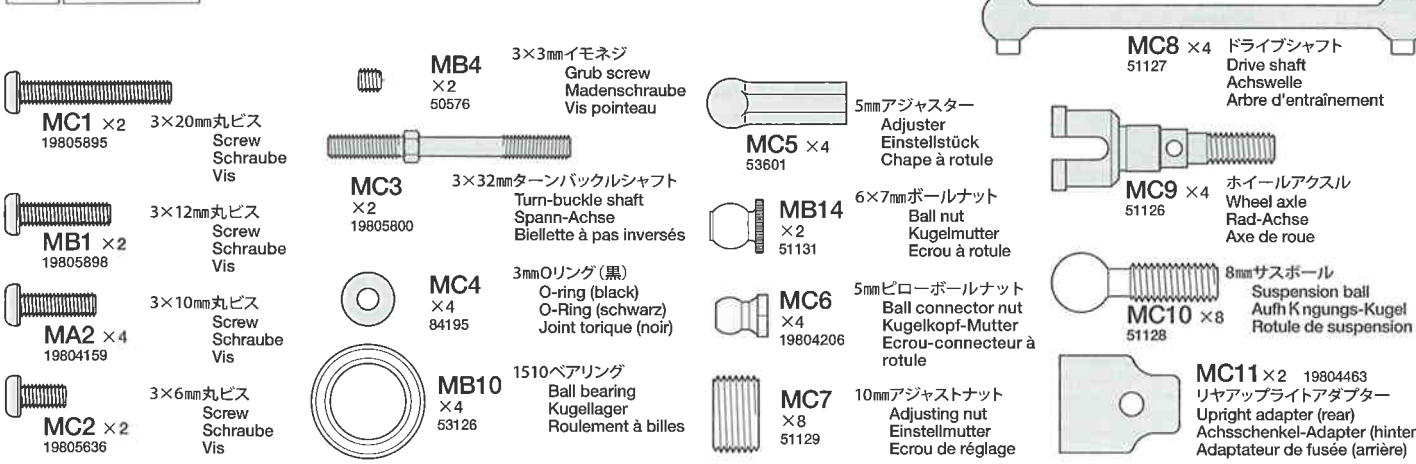 MC1 ×2
19805895
3×20mm丸ビス
Screw
Schraube
Vis
MB1 ×2
19805898
3×12mm丸ビス
Screw
Schraube
Vis
MA2 ×4
19804159
3×10mm丸ビス
Screw
Schraube
Vis
MC2 ×2
19805636
3×6mm丸ビス
Screw
Schraube
Vis
MB4
×2
50576
3×3mmイモネジ
Grub screw
Madenschraube
Vis pointeau
MC3
×2
19805800
3×32mmターンバックルシャフト
Turn-buckle shaft
Spann-Achse
Biellette à pas inversés
MC4
×4
84195
3mmOリング(黒)
O-ring (black)
O-Ring (schwarz)
Joint torique (noir)
MB10
×4
53126
1510ベアリング
Ball bearing
Kugellager
Roulement à billes
MC5 ×4
53601
5mmアジャスター
Adjuster
Einstellstück
Chape à rotule
MB14
×2
51131
6×7mmボールナット
Ball nut
Kugelmutter
Ecrou à rotule
MC6
×4
19804206
5mmピローボールナット
Ball connector nut
Kugelkopf-Mutter
Ecrou-connecteur à
rotule
MC7
×8
51129
10mmアジャストナット
Adjusting nut
Einstellmutter
Ecrou de réglage
MC8 ×4
51127
ドライブシャフト
Drive shaft
Achswelle
Arbre d'entraînement
MC9 ×4
51126
ホイールアクスル
Wheel axle
Rad-Achse
Axe de roue
MC10 ×8
51128
8mmサスボール
Suspension ball
Aufh K ngungs-Kugel
Rotule de suspension
MC11 ×2 19804463
リヤアップライトアダプター
Upright adapter (rear)
Achsschenkel-Adapter (hinter
Adaptateur de fusée (arrière)